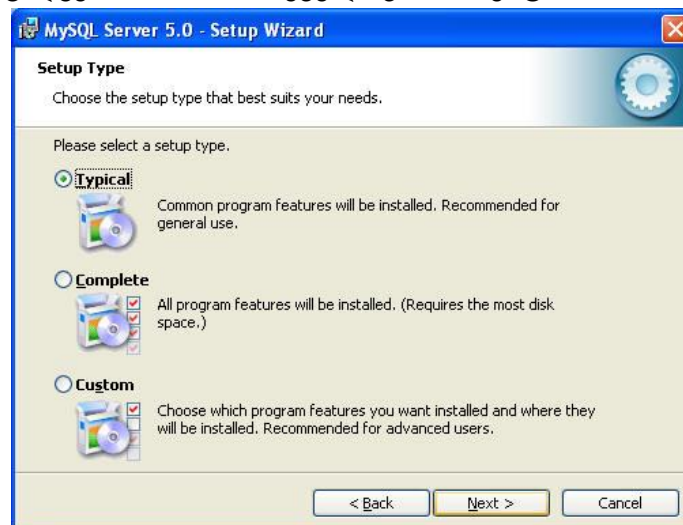 MySQL Server 5.0 - Setup Wizard
Setup Type
Choose the setup type that best suits your needs.
Please select a setup type.
Typical
Common program features will be installed. Recommended for
general use.
Complete
All program features will be installed. (Requires the most disk
space.)
Custom
Choose which program features you want installed and where they
will be installed. Recommended for advanced users.
< Back
Next >
Cancel